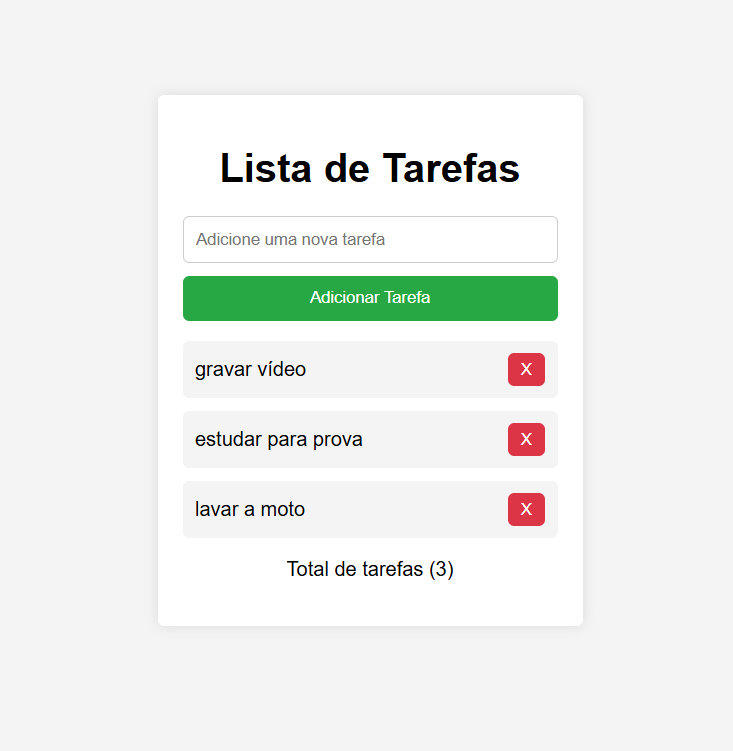 Lista de Tarefas
Adicione uma nova tarefa
Adicionar Tarefa
gravar vídeo X
estudar para prova X
lavar a moto X
Total de tarefas (3)